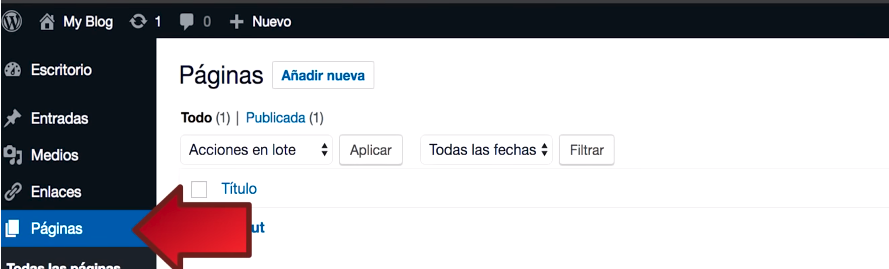 My Blog 1 0 + Nuevo
Escritorio
Entradas
Medios
Enlaces
Páginas
Todas las páginas
Páginas Añadir nueva
Todo (1) | Publicada (1)
Acciones en lote Aplicar Todas las fechas Filtrar
Título
ut